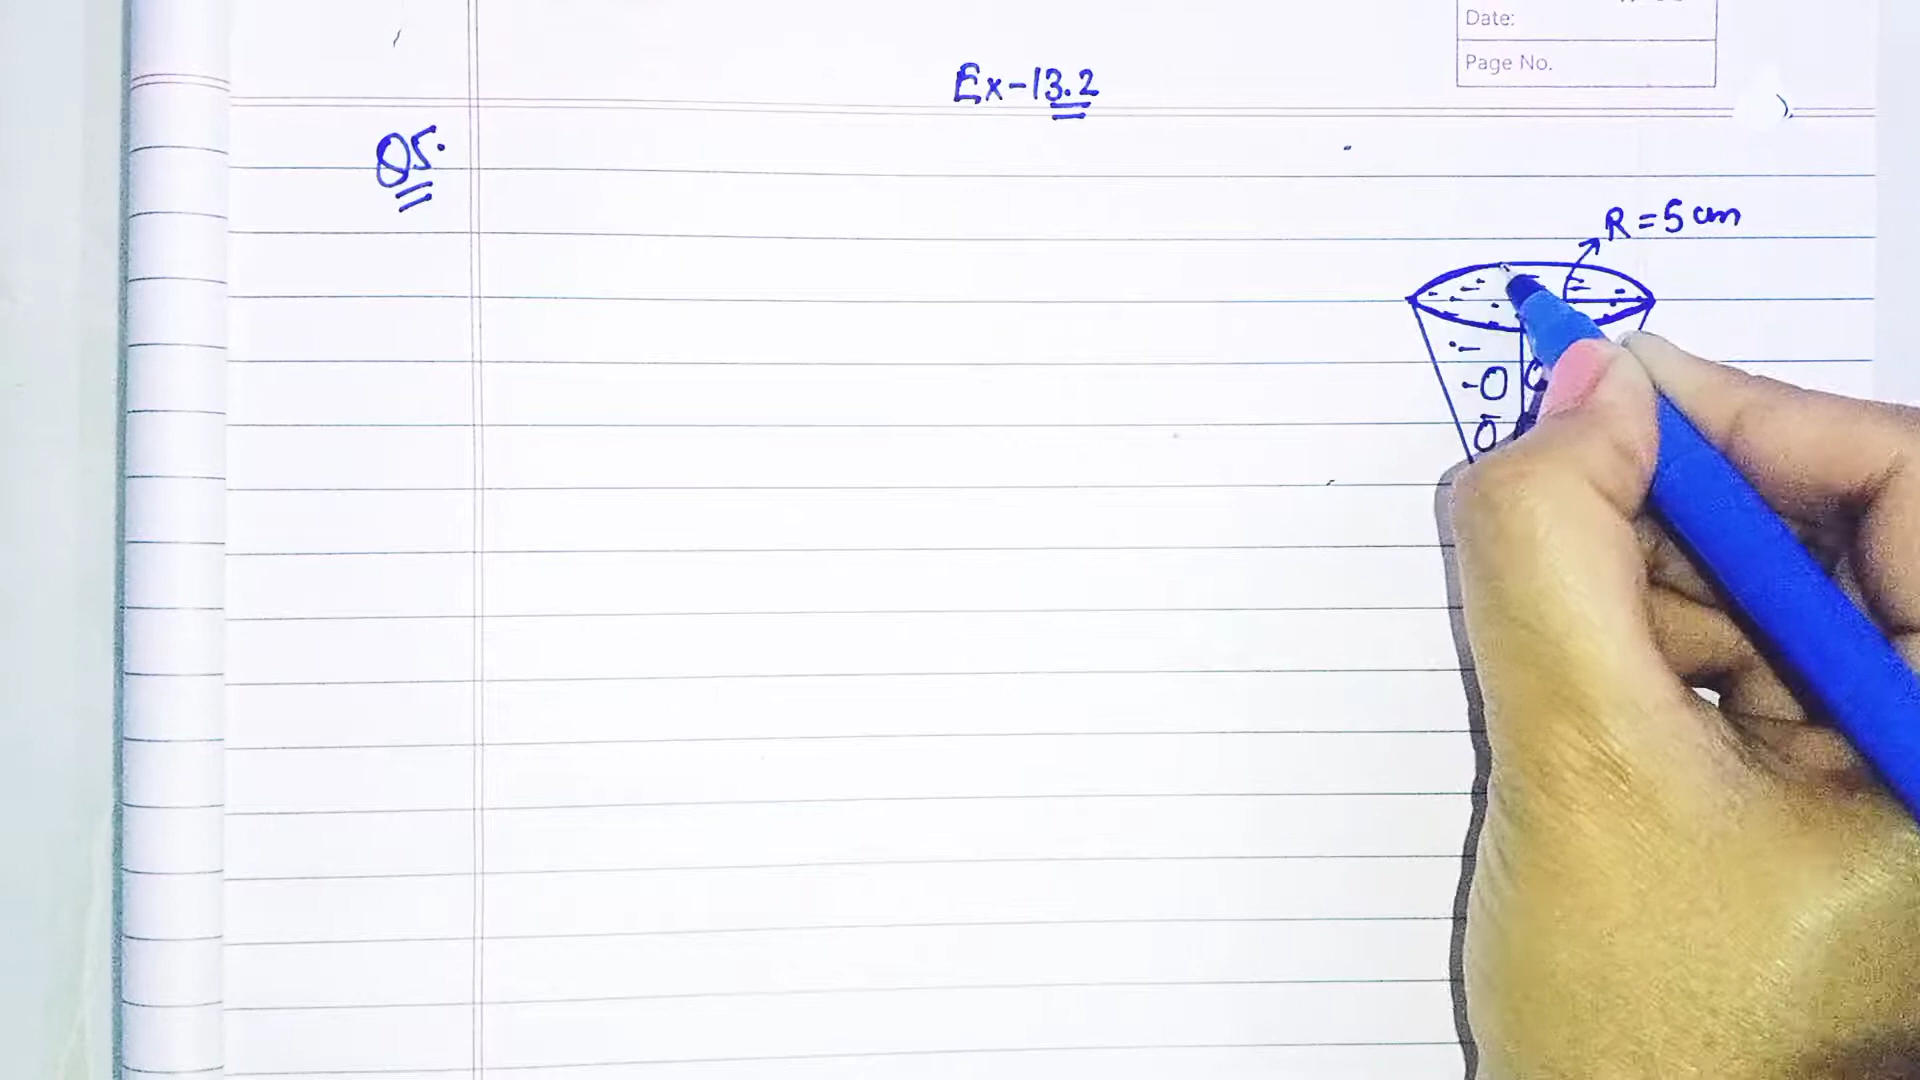 Date:
Page No.
Ex-13.2
Q5.
R = 5 cm